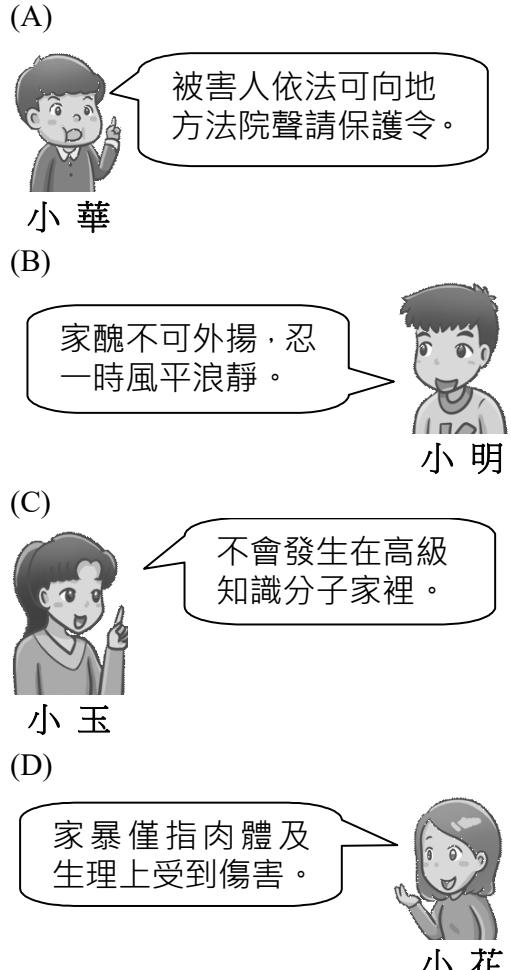 (A)
被害人依法可向地
方法院聲請保護令。
小華
(B)
家醜不可外揚，忍
一時風平浪靜。
小明
(C)
不會發生在高級
知識分子家裡。
小玉
(D)
家暴僅指肉體及
生理上受到傷害。
小花